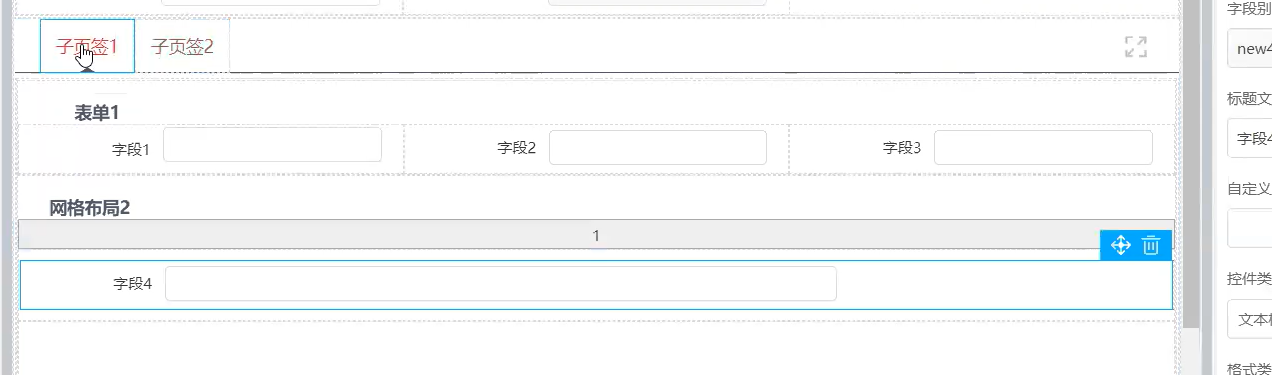 字段别
子页签1 子页签2
new4
标题文
表单1
字段1 字段2 字段3
字段4
自定义
网格布局2
1
字段4
控件类
文本框
格式类